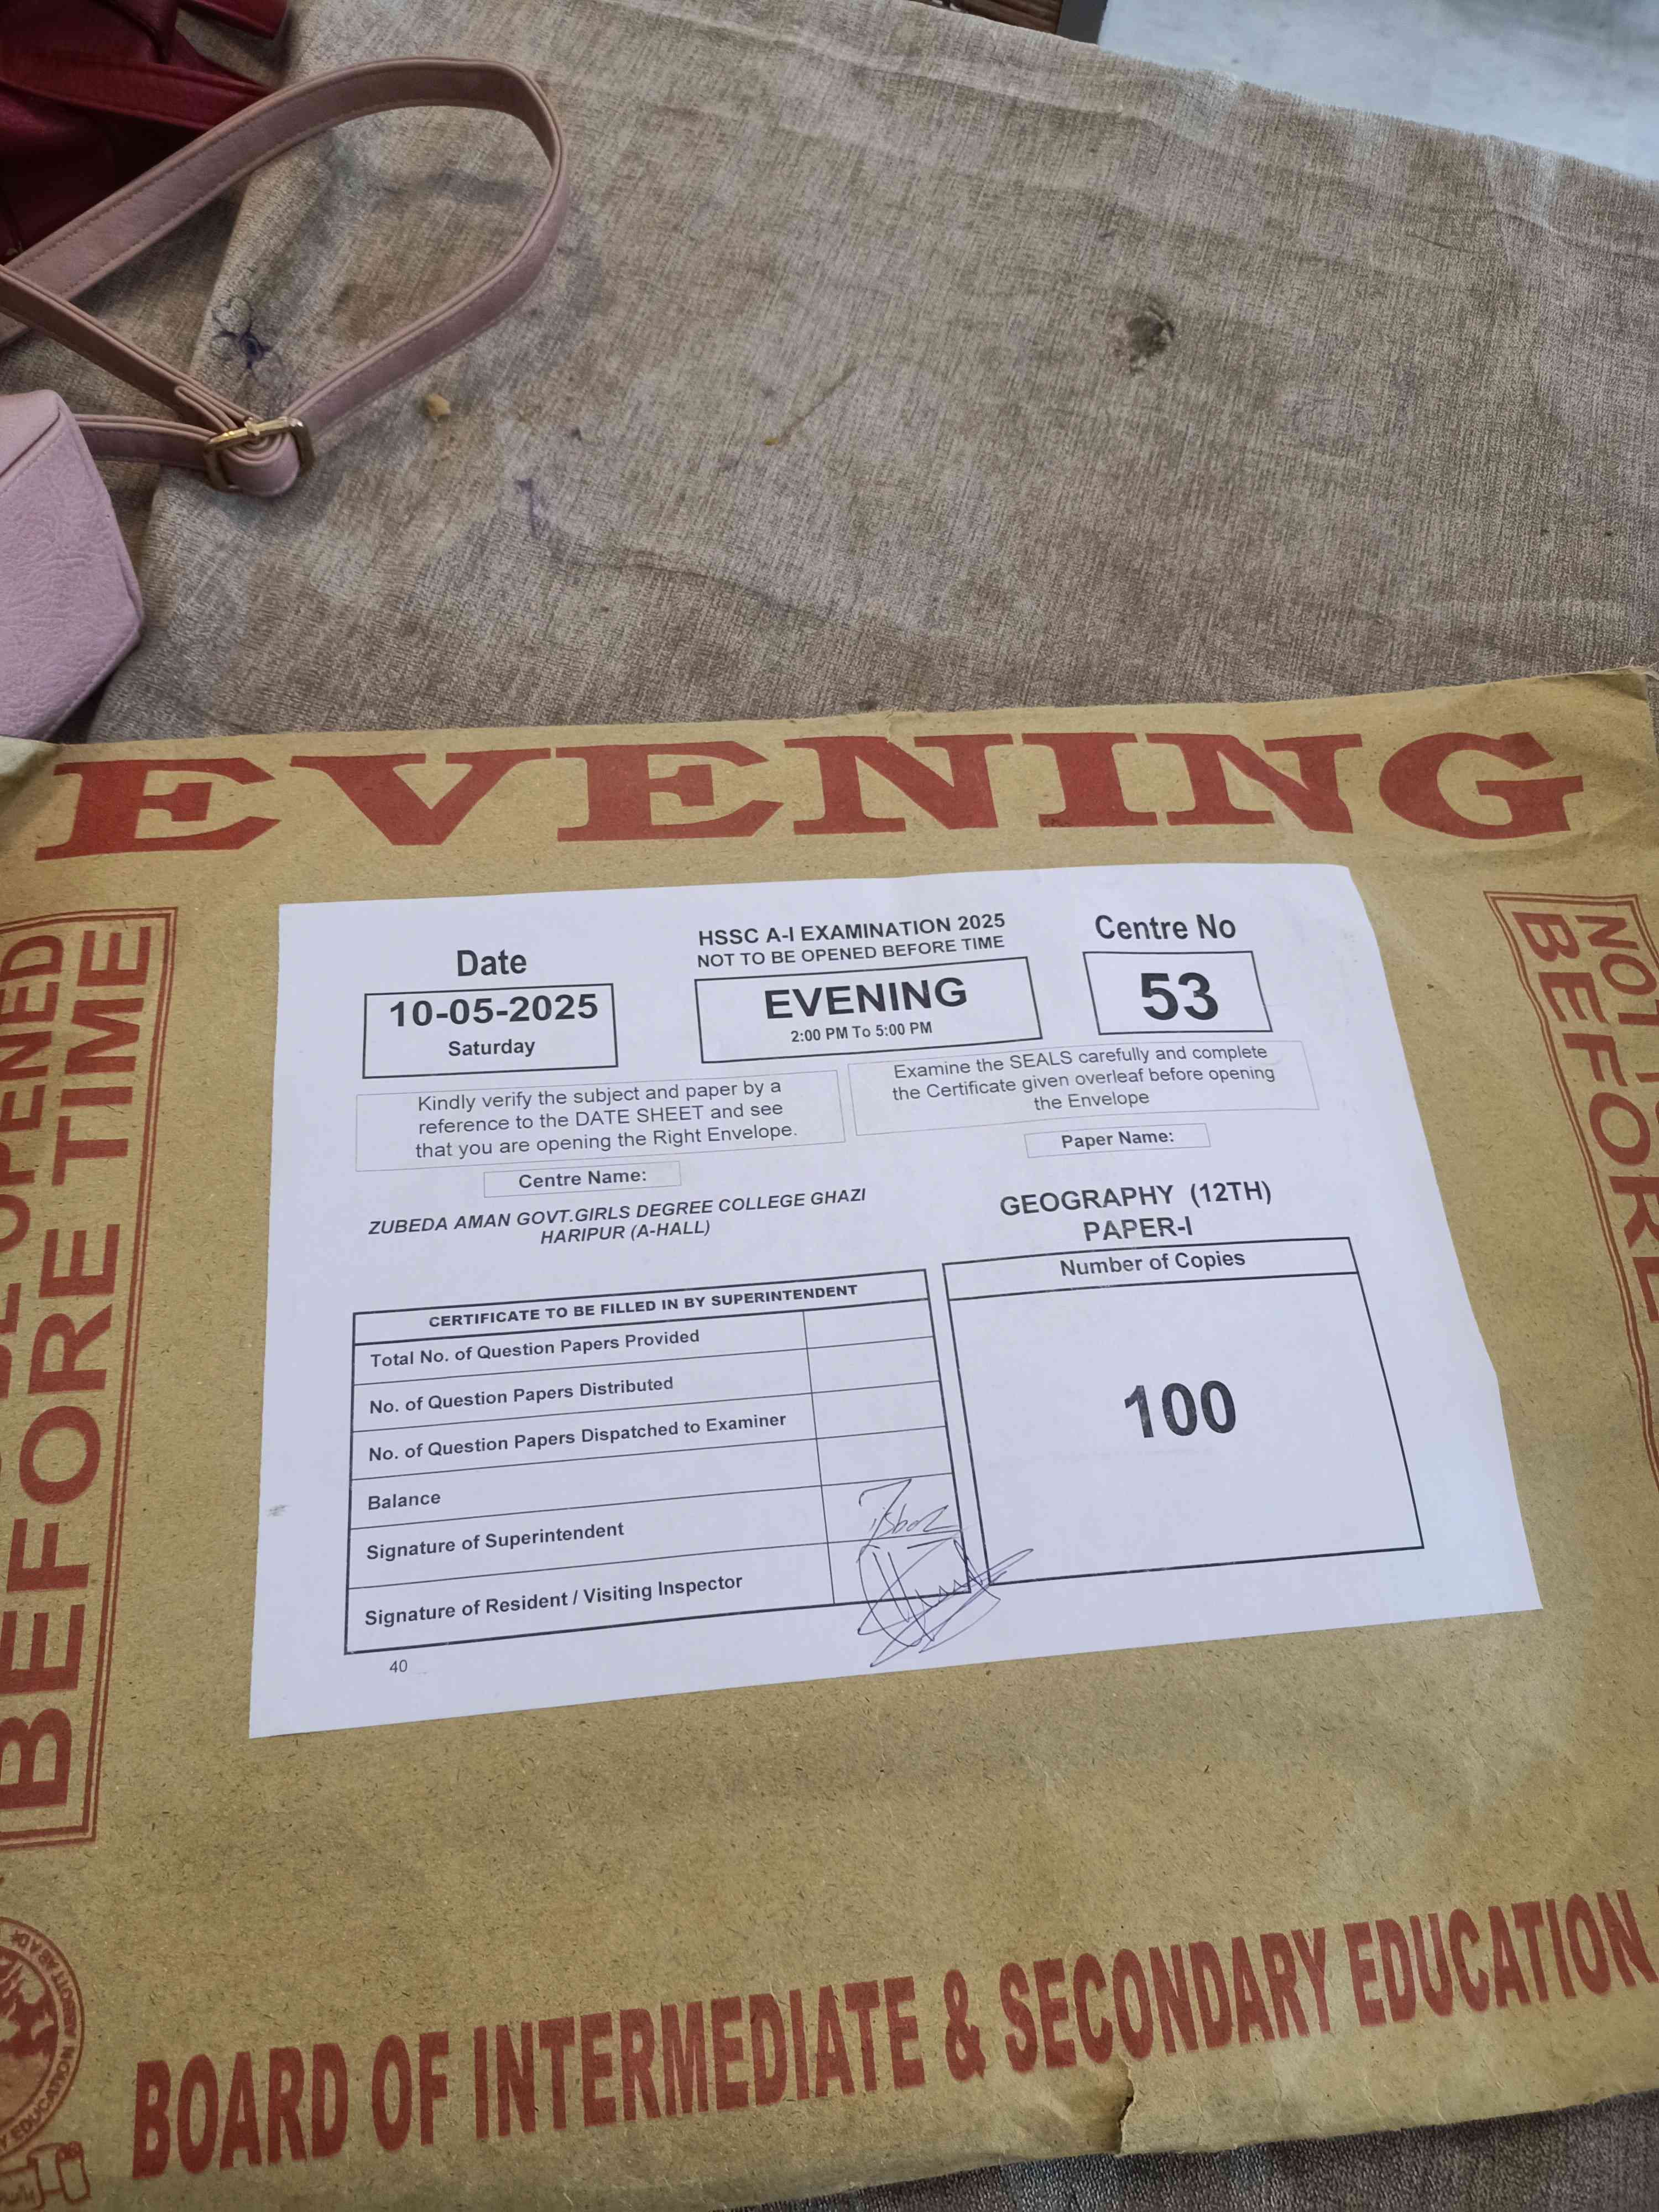 EVENING
OPENED
BEFORE TIME
NOT
BEFORE
Date
10-05-2025
Saturday
HSSC A-I EXAMINATION 2025
NOT TO BE OPENED BEFORE TIME
EVENING
2:00 PM To 5:00 PM
Centre No
53
Kindly verify the subject and paper by a
reference to the DATE SHEET and see
that you are opening the Right Envelope.
Examine the SEALS carefully and complete
the Certificate given overleaf before opening
the Envelope
Centre Name:
ZUBEDA AMAN GOVT.GIRLS DEGREE COLLEGE GHAZI
HARIPUR (A-HALL)
Paper Name:
GEOGRAPHY (12TH)
PAPER-I
CERTIFICATE TO BE FILLED IN BY SUPERINTENDENT
Total No. of Question Papers Provided
No. of Question Papers Distributed
No. of Question Papers Dispatched to Examiner
Balance
Signature of Superintendent
Signature of Resident / Visiting Inspector
Number of Copies
100
40
BOARD OF INTERMEDIATE & SECONDARY EDUCATION
ABBOTTABAD
EDUCATION